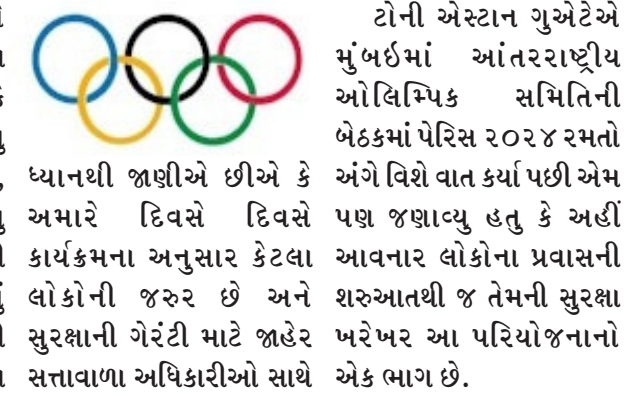 ધ્યાનથી જાણીએ છીએ કે
અમારે દિવસે દિવસે
કાર્યક્રમના અનુસાર કેટલા
લોકોની જરુર છે અને
સુરક્ષાની ગેરંટી માટે જાહેર
સત્તાવાળા અધિકારીઓ સાથે
ટોની એસ્ટાન ગુએટેએ
મુંબઇમાં આંતરરાષ્ટ્રીય
ઓલિમ્પિક સમિતિની
બેઠકમાં પેરિસ ૨૦૨૪ રમતો
અંગે વિશે વાત કર્યા પછી એમ
પણ જણાવ્યુ હતુ કે અહીં
આવનાર લોકોના પ્રવાસની
શરુઆતથી જ તેમની સુરક્ષા
ખરેખર આ પરિયોજનાનો
એક ભાગ છે.